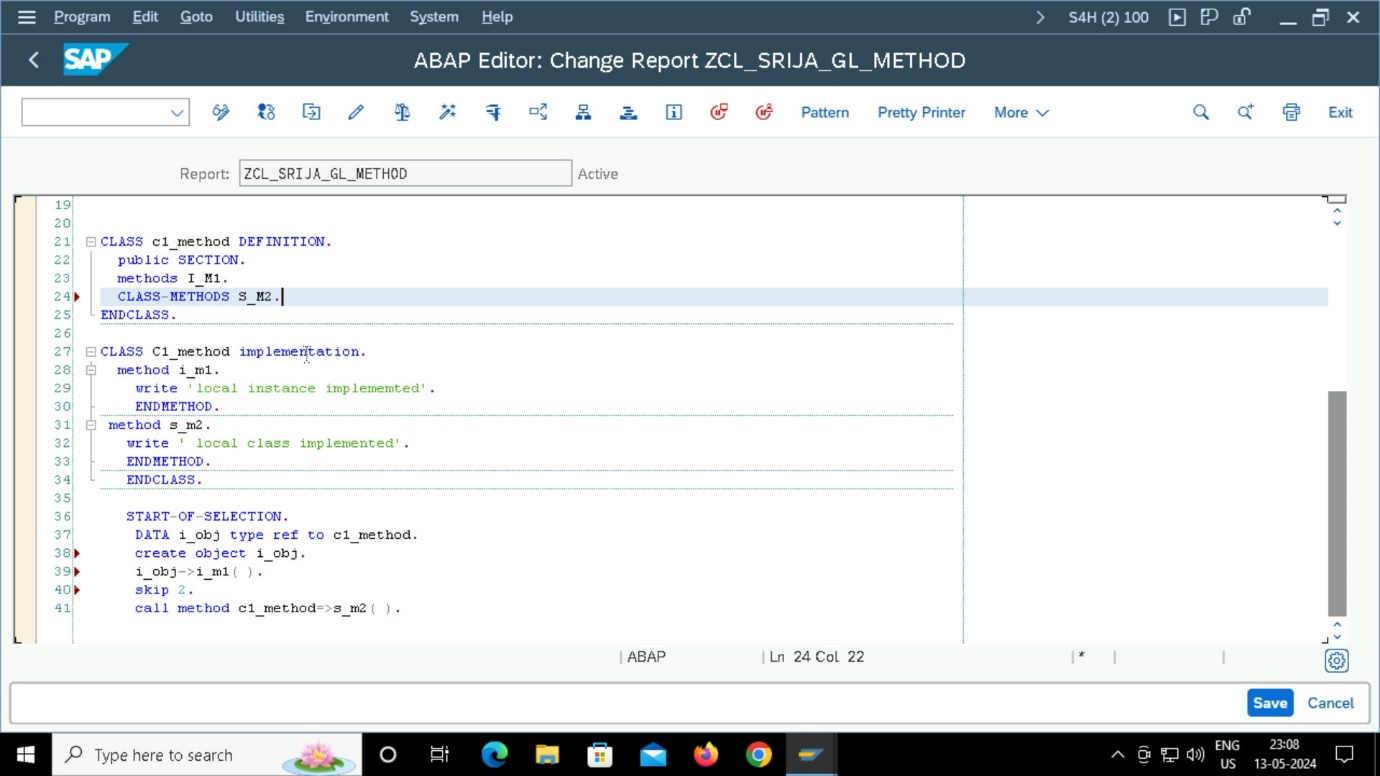 Program Edit Goto Utilities Environment System Help S4H (2) 100
SAP ABAP Editor: Change Report ZCL_SRIJA_GL_METHOD
Pattern Pretty Printer More Exit
Report: ZCL_SRIJA_GL_METHOD Active
19
20
21 CLASS c1_method DEFINITION.
22 public SECTION.
23 methods I_M1.
24 CLASS-METHODS S_M2.
25 ENDCLASS.
26
27 CLASS C1_method implementation.
28 method i_m1.
29 write 'local instance implememted'.
30 ENDMETHOD.
31 method s_m2.
32 write ' local class implemented'.
33 ENDMETHOD.
34 ENDCLASS.
35
36 START-OF-SELECTION.
37 DATA i_obj type ref to c1_method.
38 create object i_obj.
39 i_obj->i_m1( ).
40 skip 2.
41 call method c1_method=>s_m2( ).
ABAP Ln 24 Col 22 *
Save Cancel
Type here to search ENG 23:08
US 13-05-2024